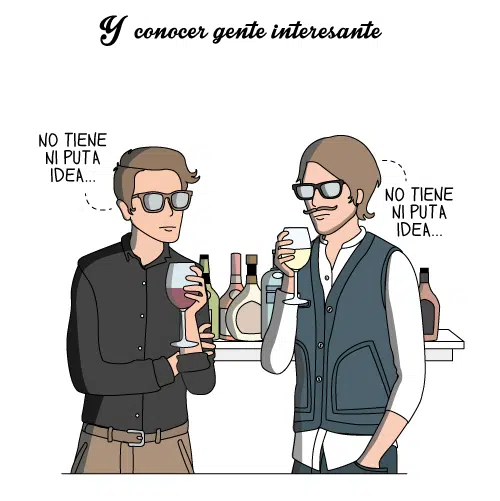 Y conocer gente interesante
NO TIENE
NI PUTA
IDEA...
NO TIENE
NI PUTA
IDEA...